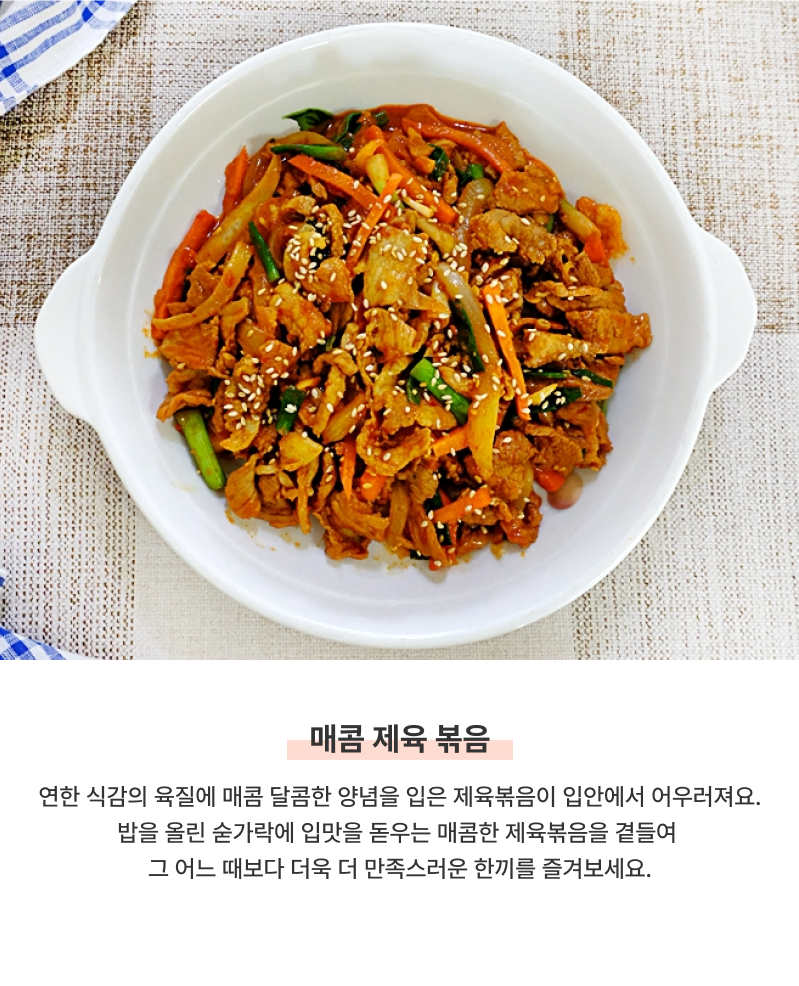 매콤 제육 볶음
연한 식감의 육질에 매콤 달콤한 양념을 입은 제육볶음이 입안에서 어우러져요.
밥을 올린 숟가락에 입맛을 돋우는 매콤한 제육볶음을 곁들여
그 어느 때보다 더욱 더 만족스러운 한끼를 즐겨보세요.